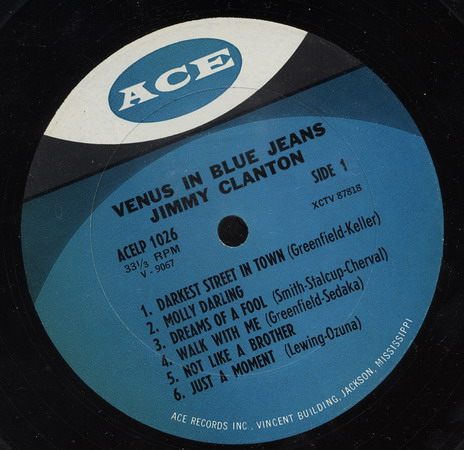 ACE
VENUS IN BLUE JEANS
JIMMY CLANTON
ACELP 1026
SIDE 1
33 1/3 RPM
XCTV 87818
V - 9067
1. DARKEST STREET IN TOWN (Greenfield-Keller)
2. MOLLY DARLING
3. DREAMS OF A FOOL (Smith-Stalcup-Cherval)
4. WALK WITH ME (Greenfield-Sedaka)
5. NOT LIKE A BROTHER
6. JUST A MOMENT (Lewing-Ozuna)
ACE RECORDS INC., VINCENT BUILDING, JACKSON, MISSISSIPPI